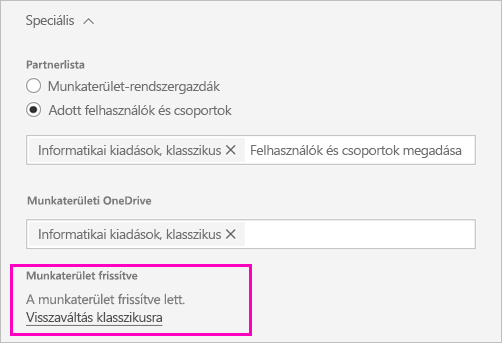 Speciális
Partnerlista
Munkaterület-rendszergazdák
Adott felhasználók és csoportok
Informatikai kiadások, klasszikus Felhasználók és csoportok megadása
Munkaterületi OneDrive
Informatikai kiadások, klasszikus
Munkaterület frissítve
A munkaterület frissítve lett.
Visszaváltás klasszikusra